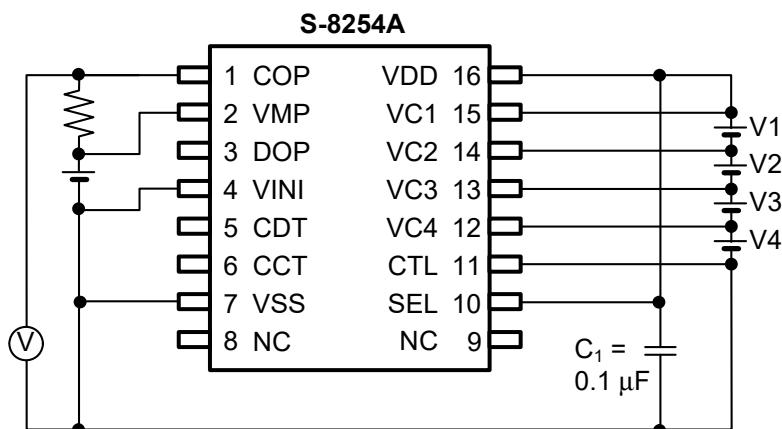 S-8254A
1 COP VDD 16
2 VMP VC1 15
V1
3 DOP VC2 14
V2
4 VINI VC3 13
V3
5 CDT VC4 12
V4
6 CCT CTL 11
7 VSS SEL 10
V
8 NC NC 9
C₁ =
0.1 μF